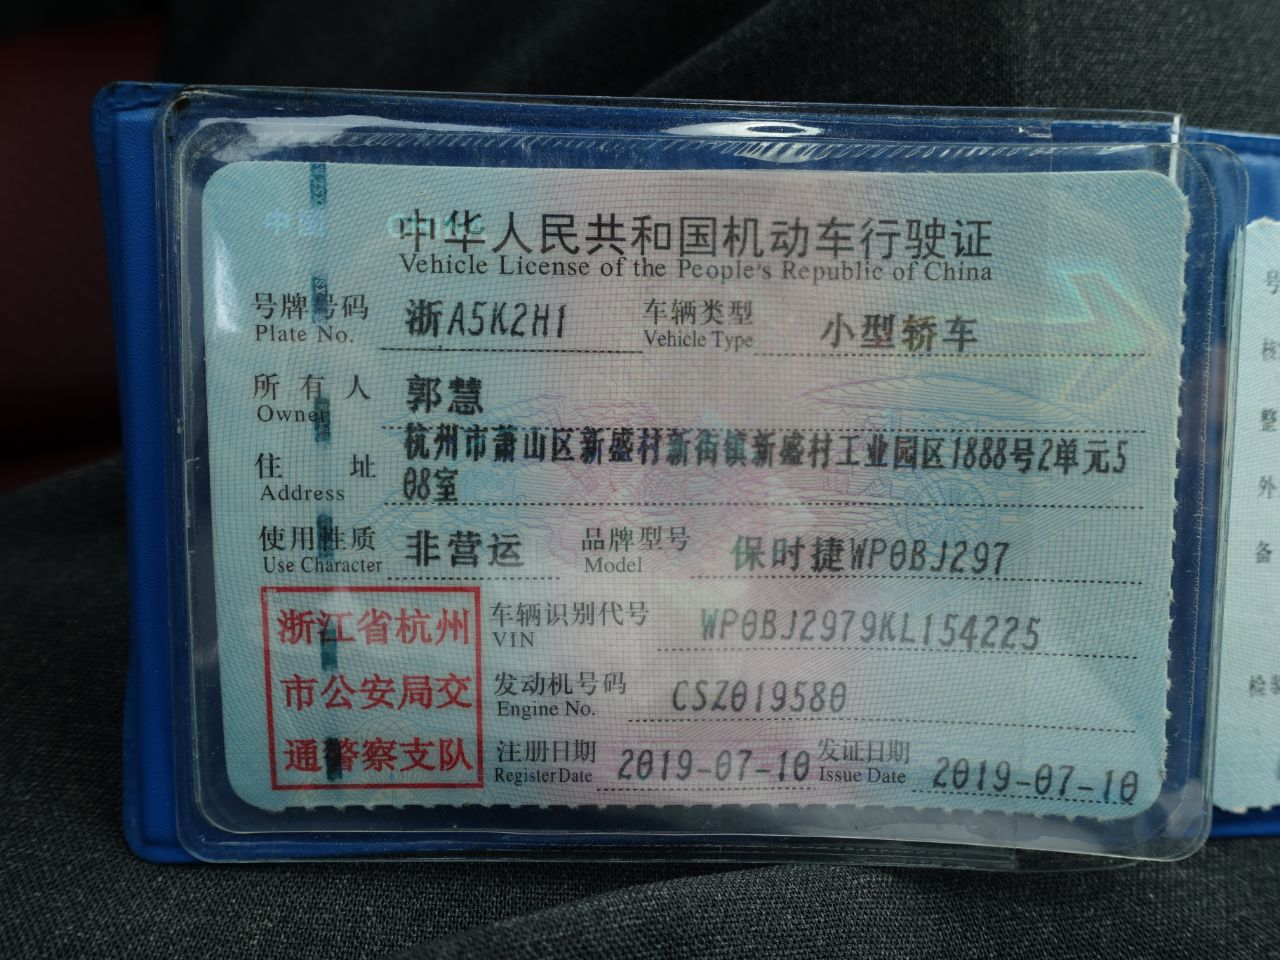 中华人民共和国机动车行驶证
Vehicle License of the People's Republic of China
号牌号码 浙A5K2H1 车辆类型 小型轿车
Plate No. Vehicle Type
所有人 郭慧
Owner
杭州市萧山区新盛村新街镇新盛村工业园区1888号2单元5
住址 08室
Address
使用性质 非营运 品牌型号 保时捷WP0BJ297
Use Character Model
浙江省杭州 车辆识别代号 WP0BJ2979KL154225
VIN
市公安局交 发动机号码 CSZ019580
Engine No.
通警察支队 注册日期 2019-07-10 发证日期 2019-07-10
Register Date Issue Date
号
核
整
外
备
检验